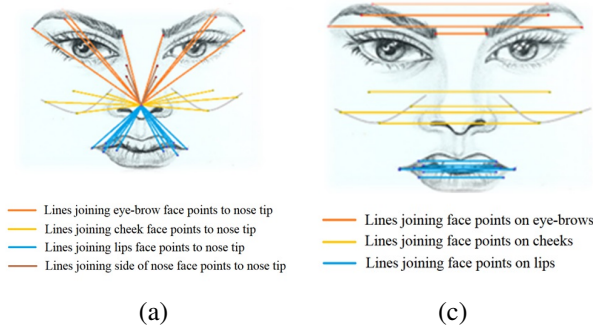 Lines joining eye-brow face points to nose tip
Lines joining cheek face points to nose tip
Lines joining lips face points to nose tip
Lines joining side of nose face points to nose tip
(a)
Lines joining face points on eye-brows
Lines joining face points on cheeks
Lines joining face points on lips
(c)